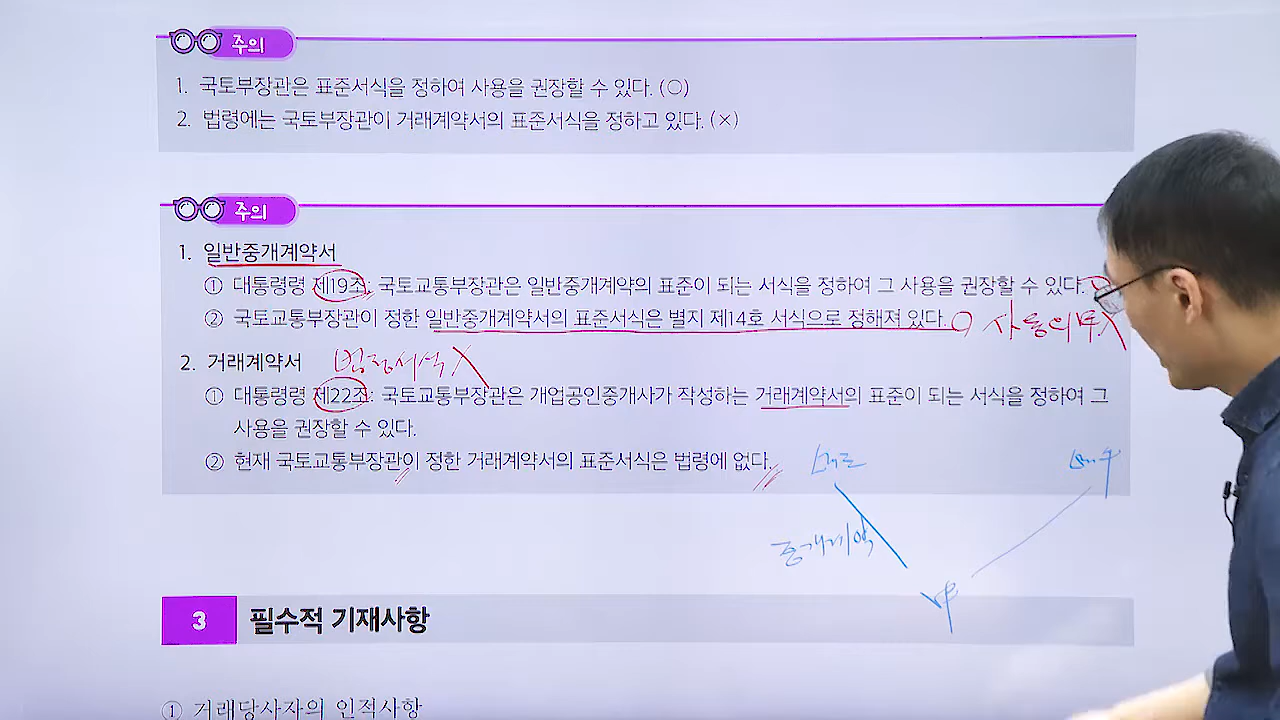 주의
1. 국토부장관은 표준서식을 정하여 사용을 권장할 수 있다. (○)
2. 법령에는 국토부장관이 거래계약서의 표준서식을 정하고 있다. (×)
주의
1. 일반중개계약서
① 대통령령 제19조: 국토교통부장관은 일반중개계약의 표준이 되는 서식을 정하여 그 사용을 권장할 수 있다.
② 국토교통부장관이 정한 일반중개계약서의 표준서식은 별지 제14호 서식으로 정해져 있다. 사용의무X
2. 거래계약서 법정서식X
① 대통령령 제22조: 국토교통부장관은 개업공인중개사가 작성하는 거래계약서의 표준이 되는 서식을 정하여 그
사용을 권장할 수 있다.
② 현재 국토교통부장관이 정한 거래계약서의 표준서식은 법령에 없다.
중개계약
3 필수적 기재사항
① 거래당사자의 인적사항